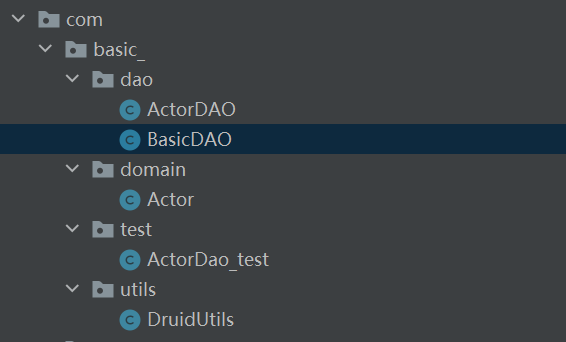 com
basic_
dao
ActorDAO
BasicDAO
domain
Actor
test
ActorDao_test
utils
DruidUtils